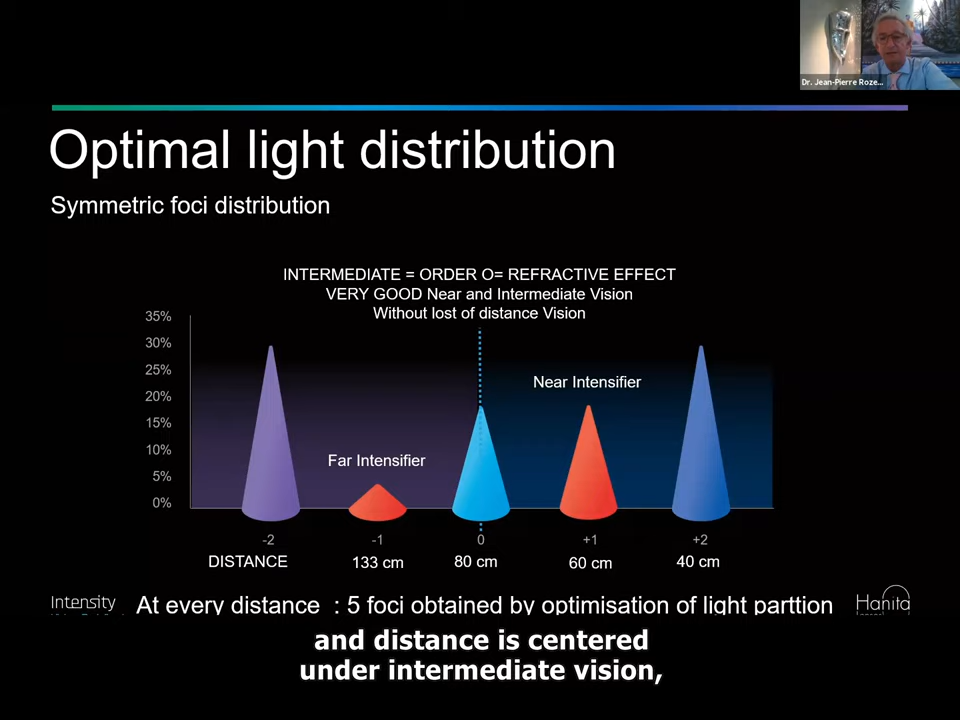 Dr. Jean-Pierre Roze...
Optimal light distribution
Symmetric foci distribution
INTERMEDIATE = ORDER O= REFRACTIVE EFFECT
VERY GOOD Near and Intermediate Vision
Without lost of distance Vision
35%
30%
25%
20%
15%
10%
5%
0%
Near Intensifier
Far Intensifier
-2 -1 0 +1 +2
DISTANCE 133 cm 80 cm 60 cm 40 cm
Intensity
At every distance : 5 foci obtained by optimisation of light parttion
Hanita
and distance is centered
under intermediate vision,